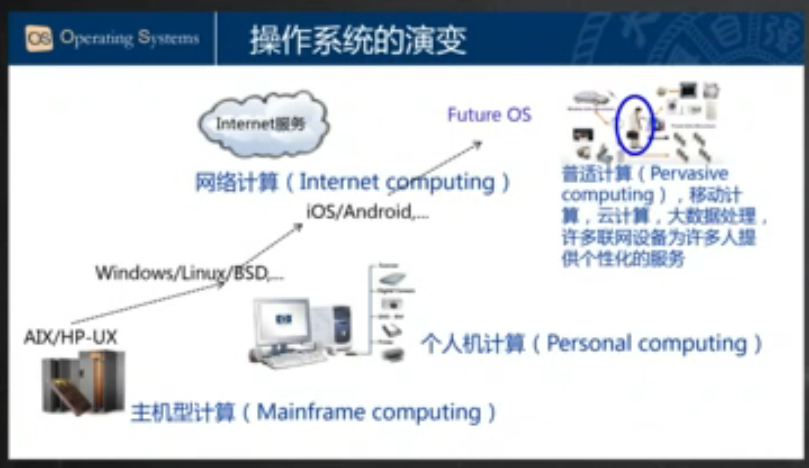 OS Operating Systems
操作系统的演变
Internet服务
Future OS
网络计算（Internet computing）
普适计算（Pervasive
computing），移动计
算，云计算，大数据处理，
许多联网设备为许多人提
供个性化的服务
iOS/Android,...
Windows/Linux/BSD,...
AIX/HP-UX
个人机计算（Personal computing）
主机型计算（Mainframe computing）